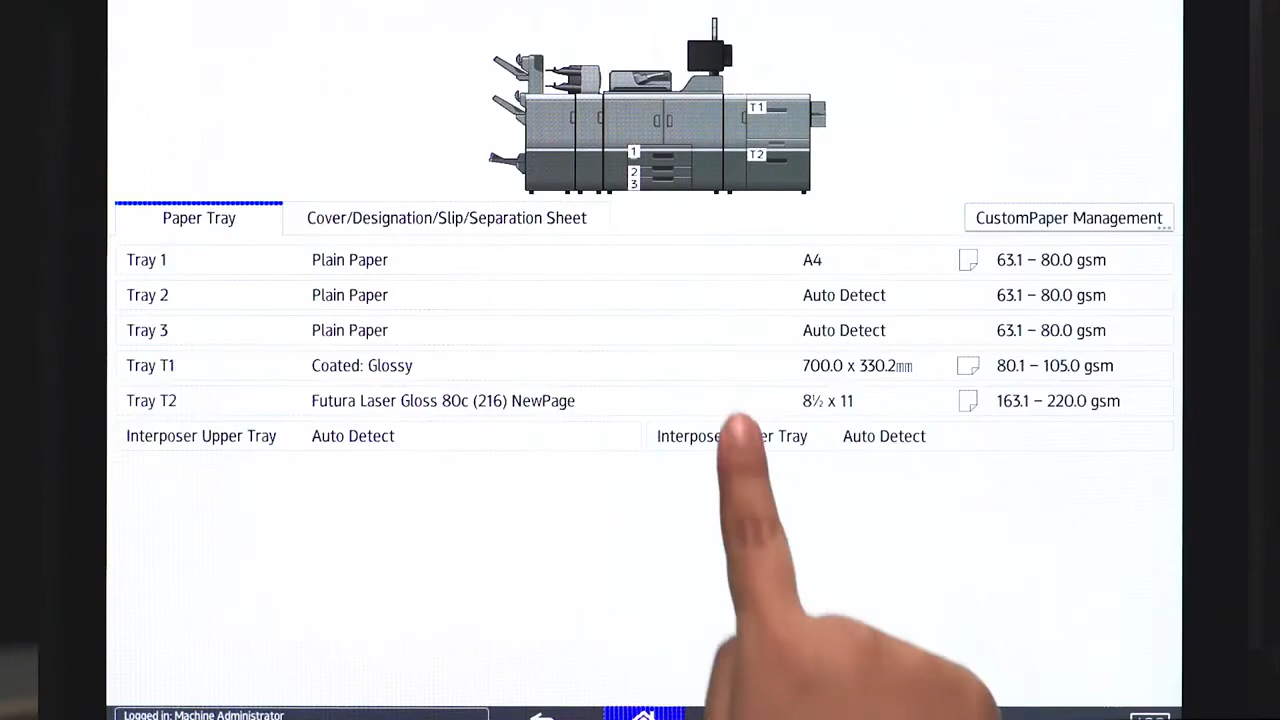 T1
1
T2
2
3
Paper Tray Cover/Designation/Slip/Separation Sheet CustomPaper Management
Tray 1 Plain Paper A4 63.1 – 80.0 gsm
Tray 2 Plain Paper Auto Detect 63.1 – 80.0 gsm
Tray 3 Plain Paper Auto Detect 63.1 – 80.0 gsm
Tray T1 Coated: Glossy 700.0 x 330.2㎜ 80.1 – 105.0 gsm
Tray T2 Futura Laser Gloss 80c (216) NewPage 8½ x 11 163.1 – 220.0 gsm
Interposer Upper Tray Auto Detect Tray Auto Detect
Logged in: Machine Administrator